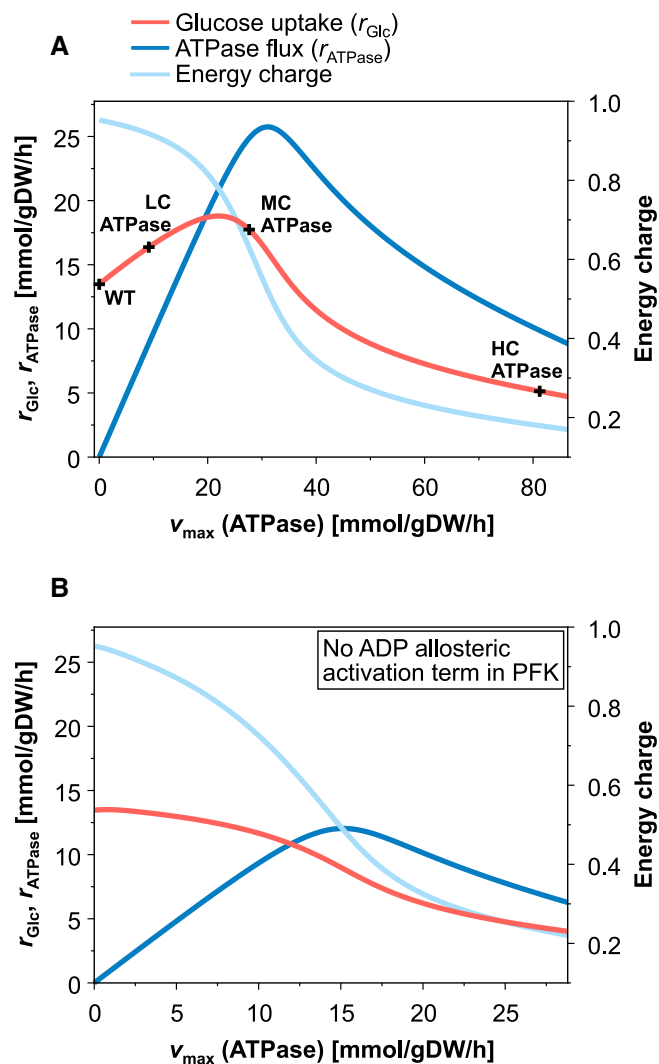 A
Glucose uptake (rGlc)
ATPase flux (rATPase)
Energy charge
rGlc, rATPase [mmol/gDW/h]
25
20
15
10
5
0
WT
LC
ATPase
MC
ATPase
HC
ATPase
1.0
0.8
0.6
0.4
0.2
Energy charge
0 20 40 60 80
vmax (ATPase) [mmol/gDW/h]
B
No ADP allosteric
activation term in PFK
rGlc, rATPase [mmol/gDW/h]
25
20
15
10
5
0
1.0
0.8
0.6
0.4
0.2
Energy charge
0 5 10 15 20 25
vmax (ATPase) [mmol/gDW/h]